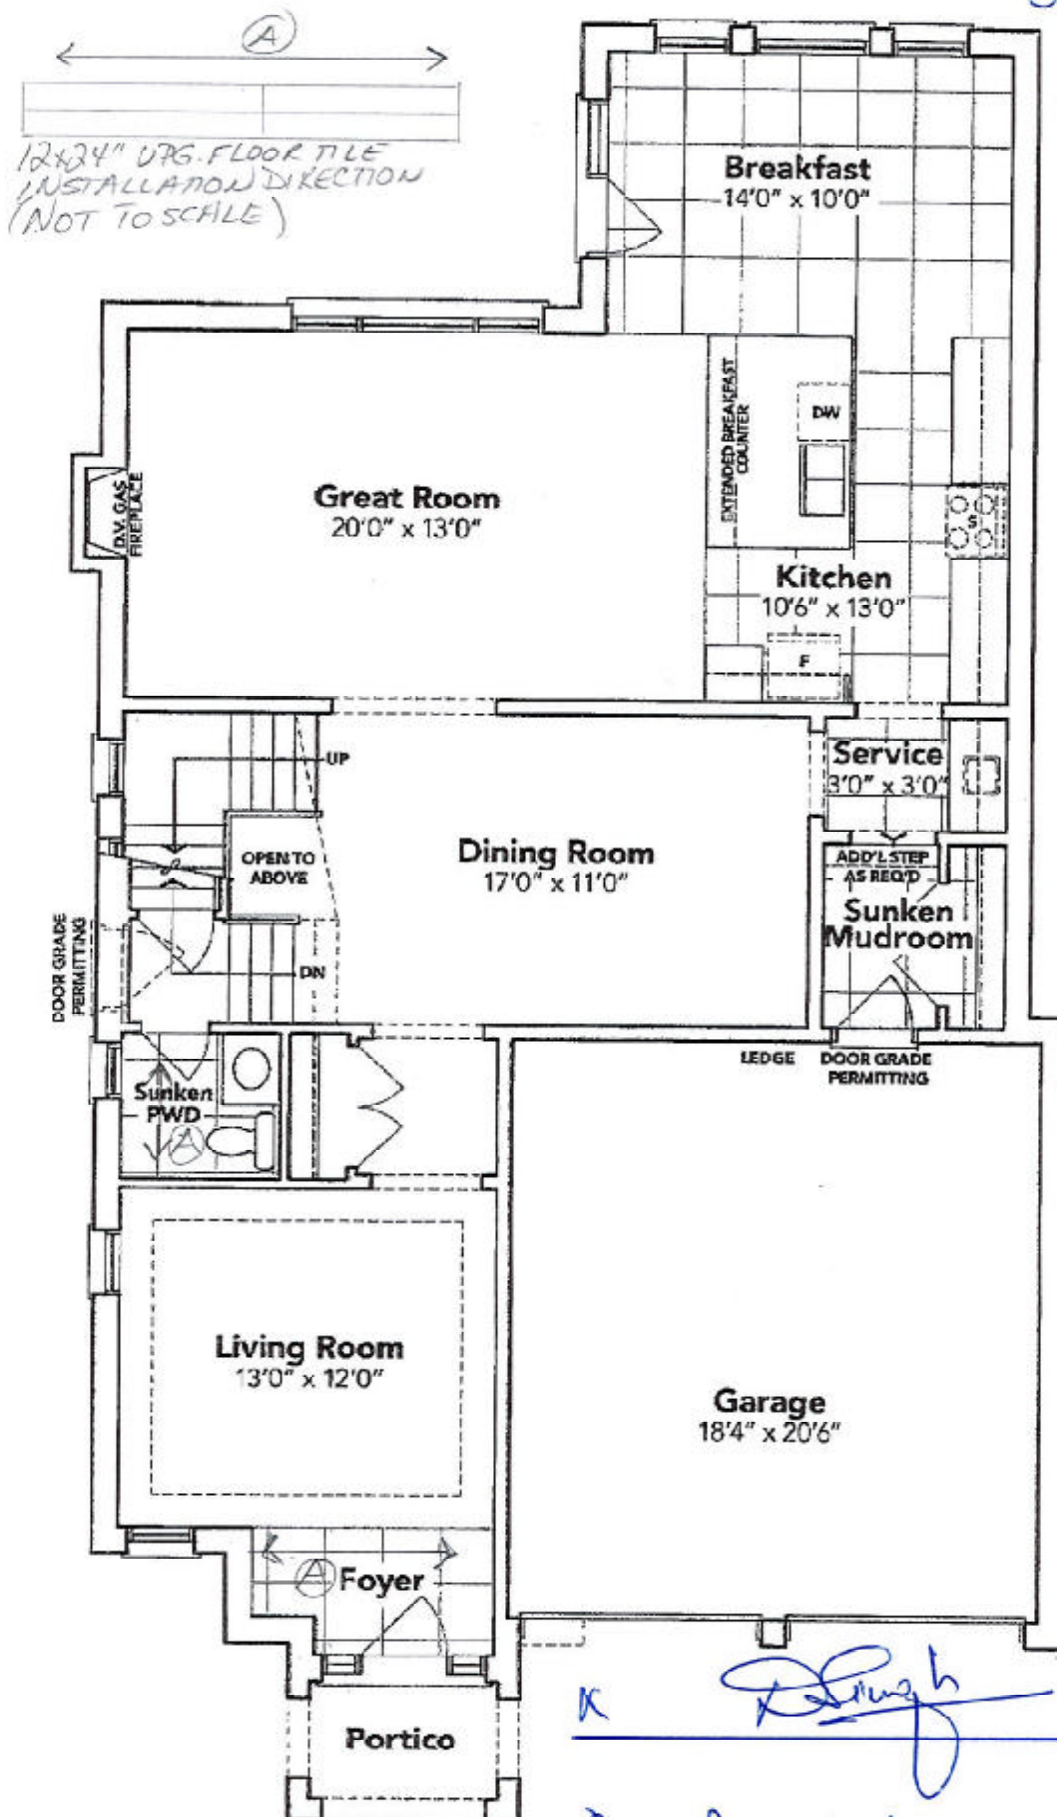 A
12x24" UPG. FLOOR TILE
INSTALLATION DIRECTION
(NOT TO SCALE)
Breakfast
14'0" x 10'0"
EXTENDED BREAKFAST
COUNTER
DW
Great Room
20'0" x 13'0"
D.V. GAS
FIREPLACE
S
Kitchen
10'6" x 13'0"
F
UP
Service
3'0" x 3'0"
OPEN TO
ABOVE
Dining Room
17'0" x 11'0"
ADD'L STEP
AS REQ'D
Sunken
Mudroom
DOOR GRADE
PERMITTING
DN
LEDGE
DOOR GRADE
PERMITTING
Sunken
PWD
A
Living Room
13'0" x 12'0"
Garage
18'4" x 20'6"
A
Foyer
Portico